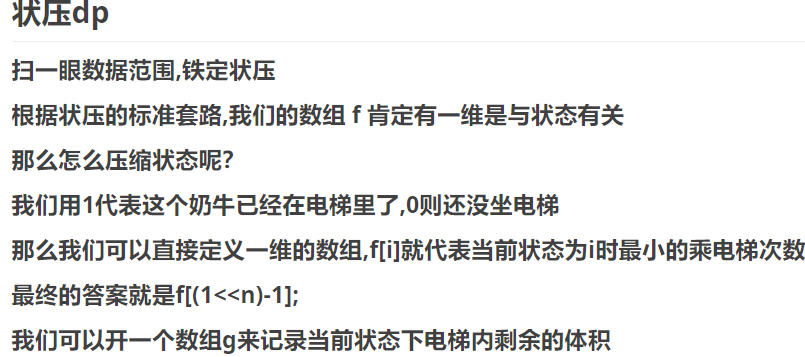 状压dp
扫一眼数据范围,铁定状压
根据状压的标准套路,我们的数组 f 肯定有一维是与状态有关
那么怎么压缩状态呢?
我们用1代表这个奶牛已经在电梯里了,0则还没坐电梯
那么我们可以直接定义一维的数组,f[i]就代表当前状态为i时最小的乘电梯次数
最终的答案就是f[(1<<n)-1];
我们可以开一个数组g来记录当前状态下电梯内剩余的体积